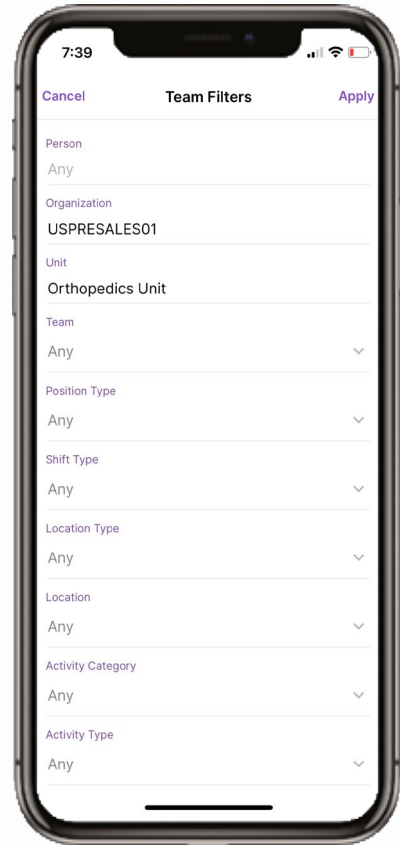 7:39
Cancel Team Filters Apply
Person
Any
Organization
USPRESALES01
Unit
Orthopedics Unit
Team
Any
Position Type
Any
Shift Type
Any
Location Type
Any
Location
Any
Activity Category
Any
Activity Type
Any